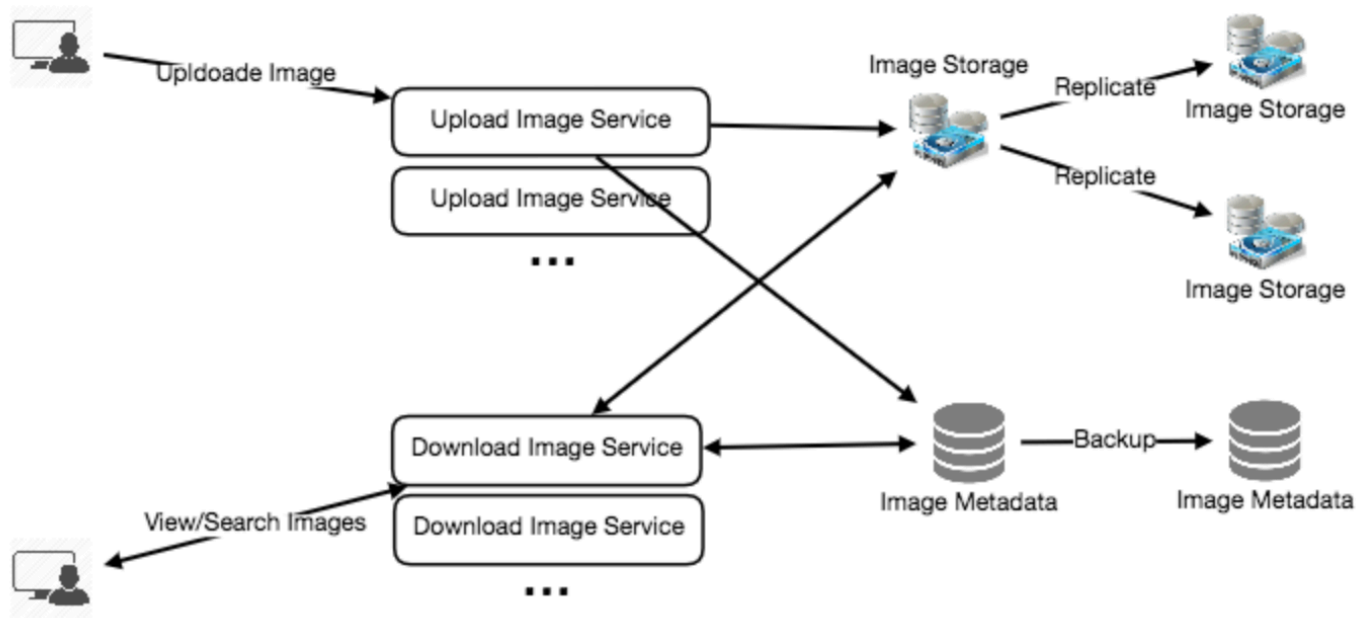 Upldoade Image
Upload Image Service
Upload Image Service
...
Image Storage
Replicate
Image Storage
Replicate
Image Storage
Download Image Service
Download Image Service
...
View/Search Images
Image Metadata
Backup
Image Metadata